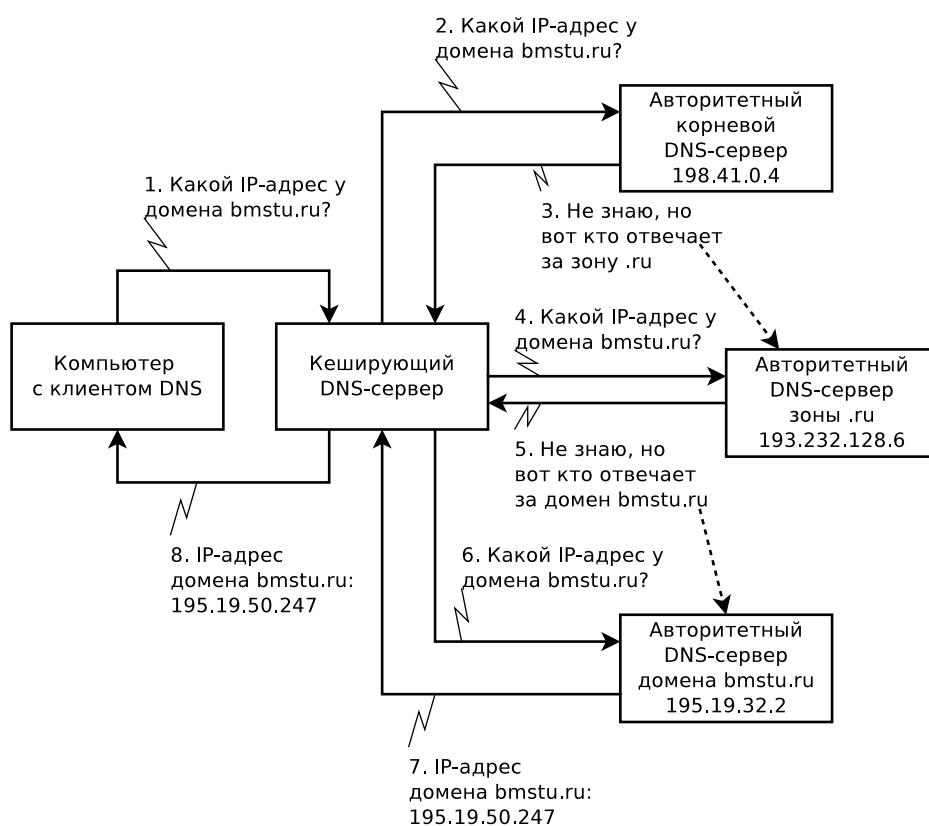 2. Какой IP-адрес у
домена bmstu.ru?
Авторитетный
корневой
DNS-сервер
198.41.0.4
1. Какой IP-адрес у
домена bmstu.ru?
3. Не знаю, но
вот кто отвечает
за зону .ru
Компьютер
с клиентом DNS
Кеширующий
DNS-сервер
4. Какой IP-адрес у
домена bmstu.ru?
Авторитетный
DNS-сервер
зоны .ru
193.232.128.6
5. Не знаю, но
вот кто отвечает
за домен bmstu.ru
8. IP-адрес
домена bmstu.ru:
195.19.50.247
6. Какой IP-адрес у
домена bmstu.ru?
Авторитетный
DNS-сервер
домена bmstu.ru
195.19.32.2
7. IP-адрес
домена bmstu.ru:
195.19.50.247